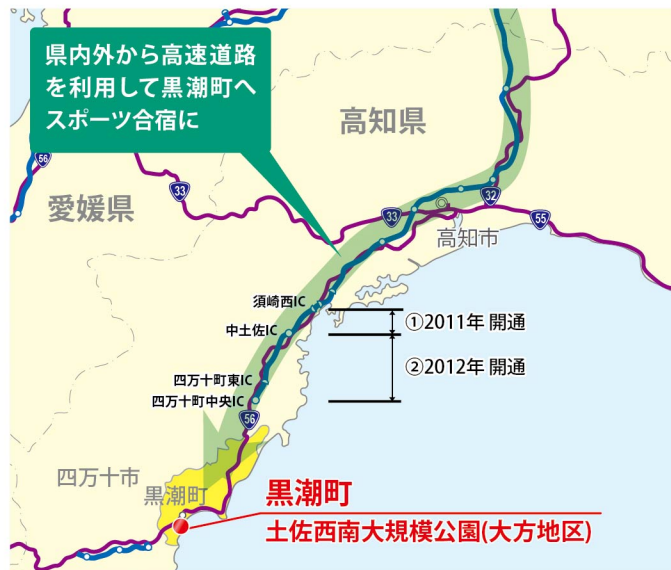 県内外から高速道路
を利用して黒潮町へ
スポーツ合宿に
高知県
愛媛県
56
33
33
32
55
高知市
須崎西IC
中土佐IC
四万十町東IC
四万十町中央IC
①2011年 開通
②2012年 開通
56
四万十市
黒潮町
黒潮町
土佐西南大規模公園(大方地区)